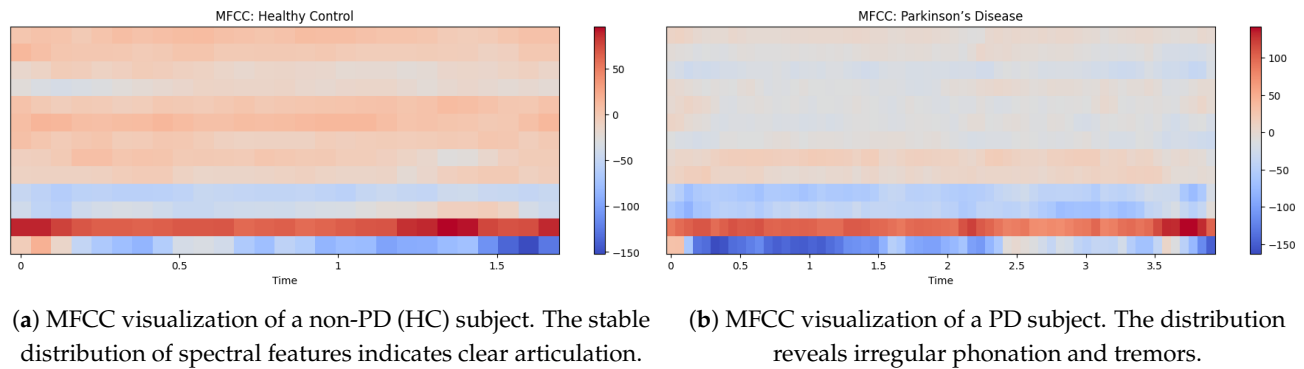 MFCC: Healthy Control
50
0
−50
−100
−150
0 0.5 1 1.5
Time
MFCC: Parkinson’s Disease
100
50
0
−50
−100
−150
0 0.5 1 1.5 2 2.5 3 3.5
Time
(a) MFCC visualization of a non-PD (HC) subject. The stable
distribution of spectral features indicates clear articulation.
(b) MFCC visualization of a PD subject. The distribution
reveals irregular phonation and tremors.